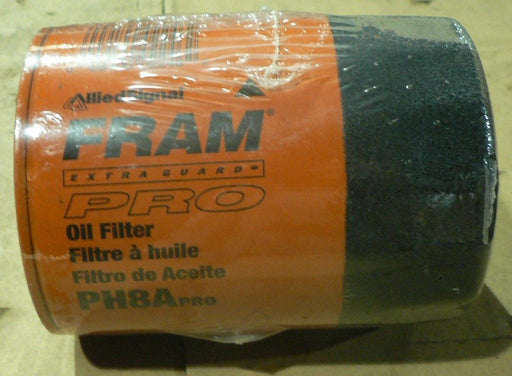 AlliedSignal
FRAM®
EXTRA GUARD®
PRO
Oil Filter
Filtre à huile
Filtro de Aceite
PH8A PRO